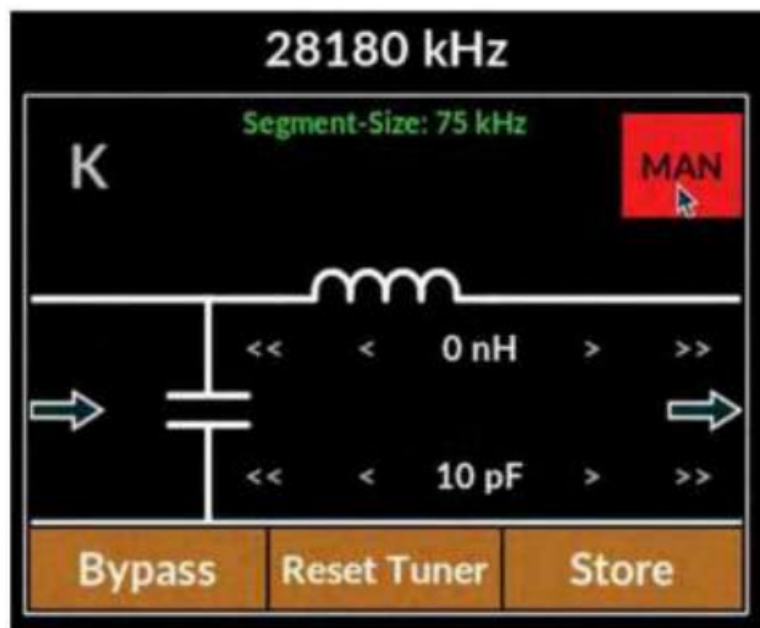 28180 kHz
Segment-Size: 75 kHz
K
MAN
<< < 0 nH > >>
<< < 10 pF > >>
Bypass Reset Tuner Store